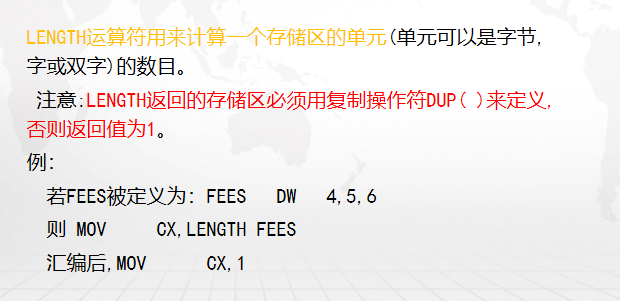 LENGTH运算符用来计算一个存储区的单元(单元可以是字节,
字或双字)的数目。
注意:LENGTH返回的存储区必须用复制操作符DUP( )来定义,
否则返回值为1。
例:
若FEES被定义为: FEES DW 4,5,6
则 MOV CX,LENGTH FEES
汇编后,MOV CX,1